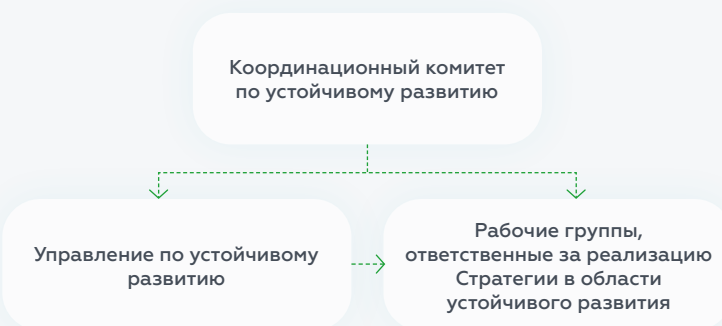 Координационный комитет
по устойчивому развитию
Управление по устойчивому
развитию
Рабочие группы,
ответственные за реализацию
Стратегии в области
устойчивого развития